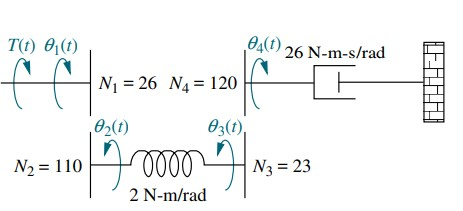 T(t) θ₁(t)
θ₄(t)
26 N-m-s/rad
N₁ = 26 N₄ = 120
θ₂(t)
θ₃(t)
N₂ = 110
N₃ = 23
2 N-m/rad